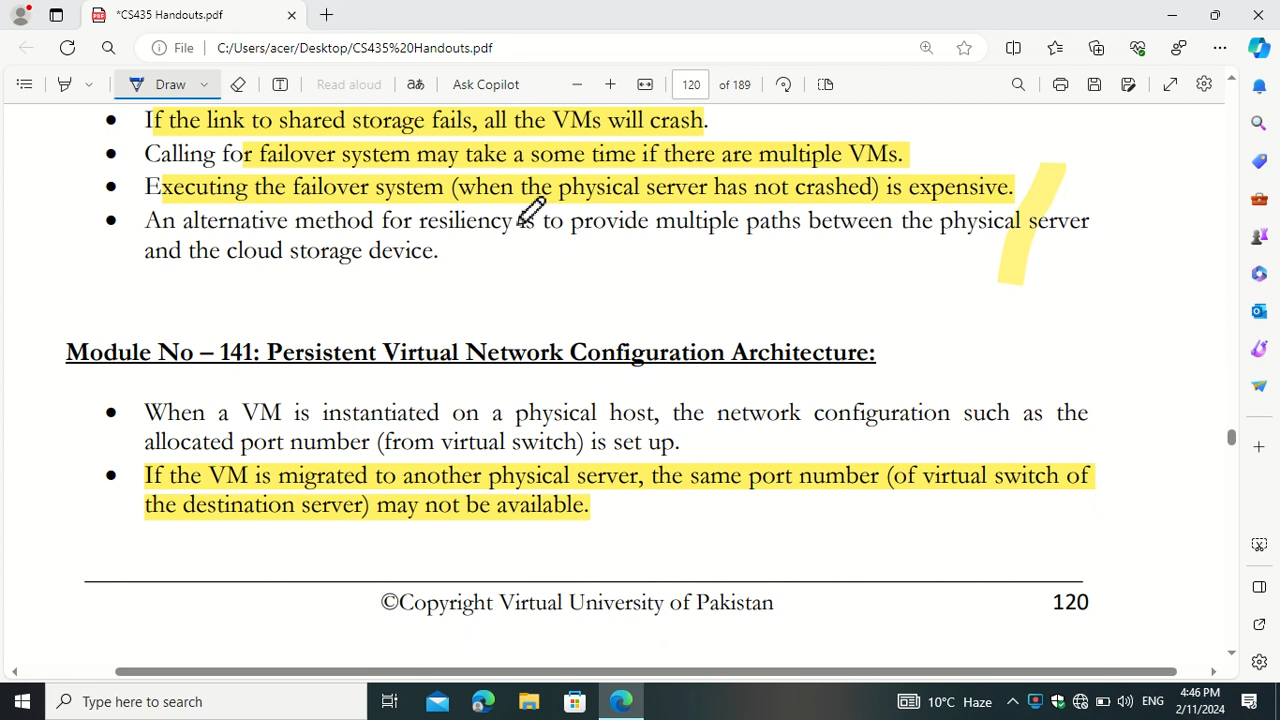 *CS435 Handouts.pdf
File C:/Users/acer/Desktop/CS435%20Handouts.pdf
Draw Read aloud aあ Ask Copilot 120 of 189
• If the link to shared storage fails, all the VMs will crash.
• Calling for failover system may take a some time if there are multiple VMs.
• Executing the failover system (when the physical server has not crashed) is expensive.
• An alternative method for resiliency is to provide multiple paths between the physical server
and the cloud storage device.
Module No – 141: Persistent Virtual Network Configuration Architecture:
• When a VM is instantiated on a physical host, the network configuration such as the
allocated port number (from virtual switch) is set up.
• If the VM is migrated to another physical server, the same port number (of virtual switch of
the destination server) may not be available.
©Copyright Virtual University of Pakistan 120
Type here to search 10°C Haze ENG 4:46 PM
2/11/2024